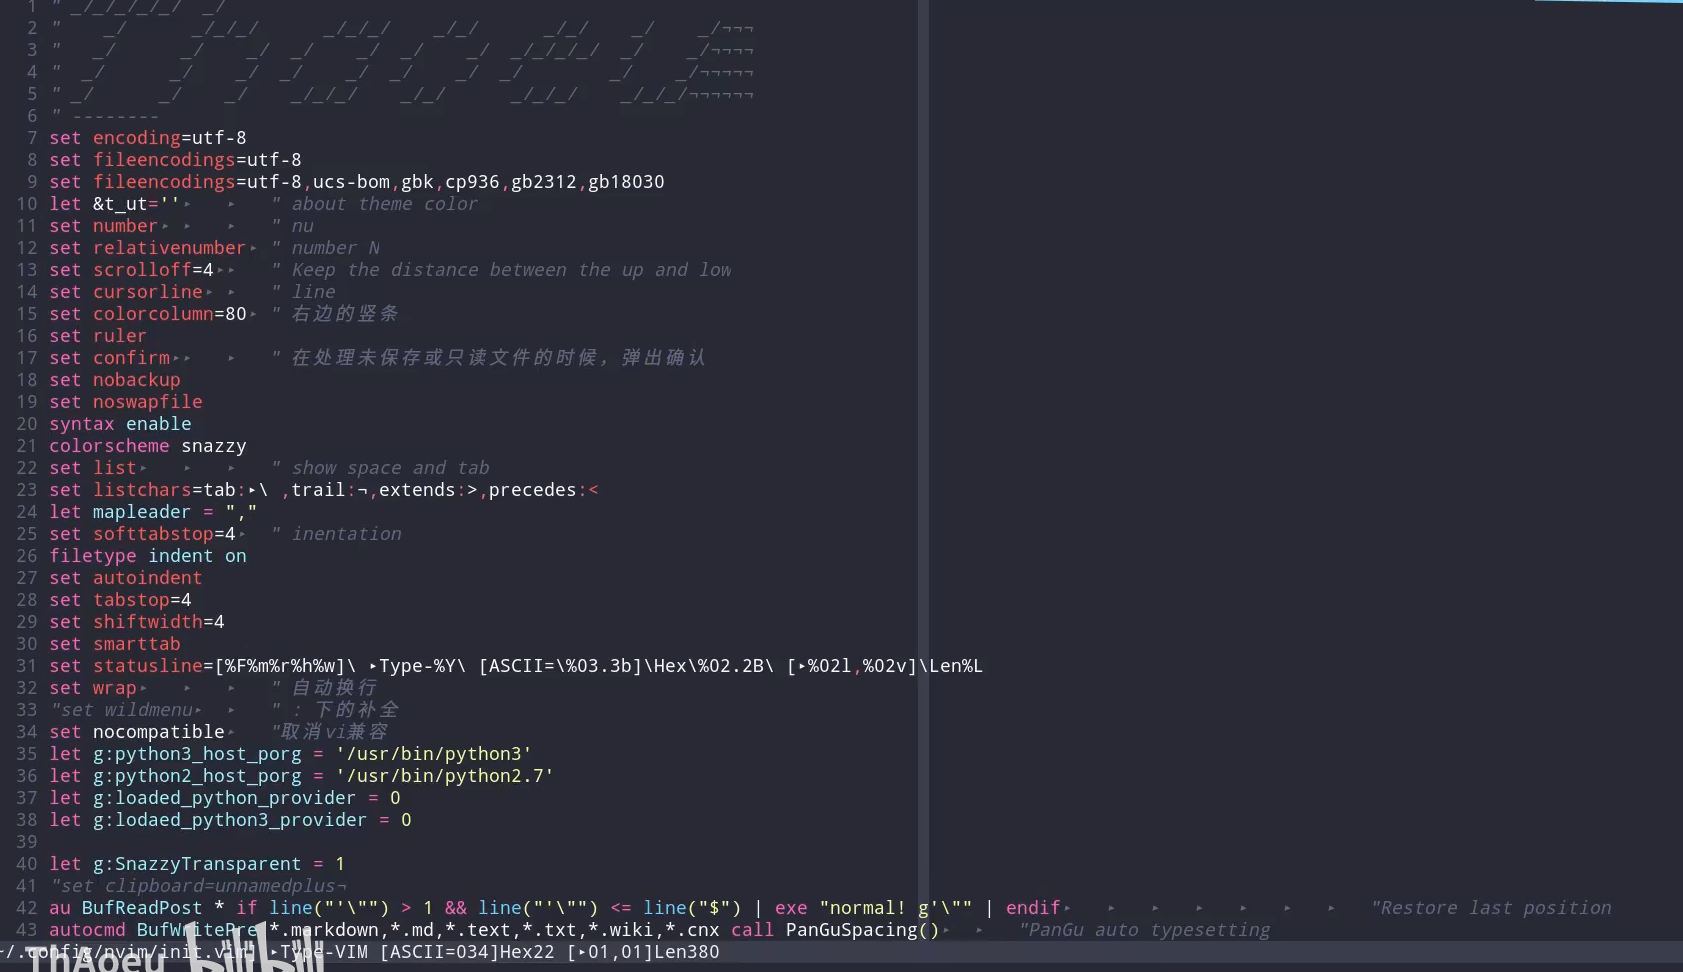 1 " _/_/_/_/_/  _/
2 "    _/      _/_/_/      _/_/_/    _/_/      _/_/    _/    _/¬¬¬
3 "   _/      _/    _/  _/    _/  _/    _/  _/_/_/_/  _/    _/¬¬¬¬
4 "  _/      _/    _/  _/    _/  _/    _/  _/        _/    _/¬¬¬¬¬
5 " _/      _/    _/    _/_/_/    _/_/      _/_/_/    _/_/_/¬¬¬¬¬¬
6 " --------
7 set encoding=utf-8
8 set fileencodings=utf-8
9 set fileencodings=utf-8,ucs-bom,gbk,cp936,gb2312,gb18030
10 let &t_ut=''▸   ▸   " about theme color
11 set number▸ ▸   ▸   " nu
12 set relativenumber▸ " number N
13 set scrolloff=4▸▸   " Keep the distance between the up and low
14 set cursorline▸ ▸   " line
15 set colorcolumn=80▸ " 右边的竖条
16 set ruler
17 set confirm▸▸   ▸   " 在处理未保存或只读文件的时候，弹出确认
18 set nobackup
19 set noswapfile
20 syntax enable
21 colorscheme snazzy
22 set list▸   ▸   ▸   " show space and tab
23 set listchars=tab:▸\ ,trail:¬,extends:>,precedes:<
24 let mapleader = ","
25 set softtabstop=4▸  " inentation
26 filetype indent on
27 set autoindent
28 set tabstop=4
29 set shiftwidth=4
30 set smarttab
31 set statusline=[%F%m%r%h%w]\ ▸Type-%Y\ [ASCII=\%03.3b]\Hex\%02.2B\ [▸%02l,%02v]\Len%L
32 set wrap▸   ▸   ▸   " 自动换行
33 "set wildmenu▸  ▸   " : 下的补全
34 set nocompatible▸   "取消vi兼容
35 let g:python3_host_porg = '/usr/bin/python3'
36 let g:python2_host_porg = '/usr/bin/python2.7'
37 let g:loaded_python_provider = 0
38 let g:lodaed_python3_provider = 0
39
40 let g:SnazzyTransparent = 1
41 "set clipboard=unnamedplus¬
42 au BufReadPost * if line("'\"") > 1 && line("'\"") <= line("$") | exe "normal! g'\"" | endif▸   ▸   ▸   ▸   ▸   ▸   ▸   "Restore last position
43 autocmd BufWritePre *.markdown,*.md,*.text,*.txt,*.wiki,*.cnx call PanGuSpacing()▸  ▸   "PanGu auto typesetting
~/.config/nvim/init.vim] ▸Type-VIM [ASCII=034]Hex22 [▸01,01]Len380
ThAoeu bilibili